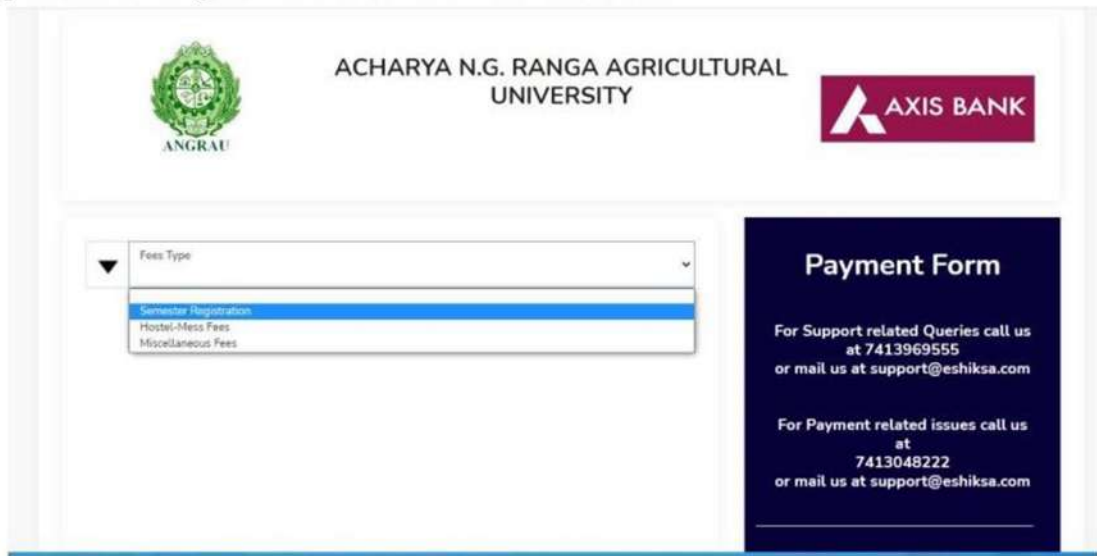 ACHARYA N.G. RANGA AGRICULTURAL
UNIVERSITY
ANGRAU
AXIS BANK
Fees Type
Semester Registration
Hostel-Mess Fees
Miscellaneous Fees
Payment Form
For Support related Queries call us
at 7413969555
or mail us at support@eshiksa.com
For Payment related issues call us
at
7413048222
or mail us at support@eshiksa.com